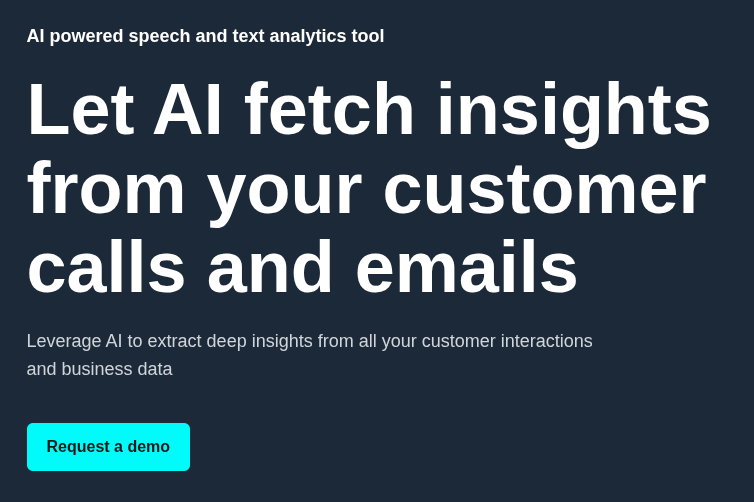 AI powered speech and text analytics tool
Let AI fetch insights
from your customer
calls and emails
Leverage AI to extract deep insights from all your customer interactions
and business data
Request a demo